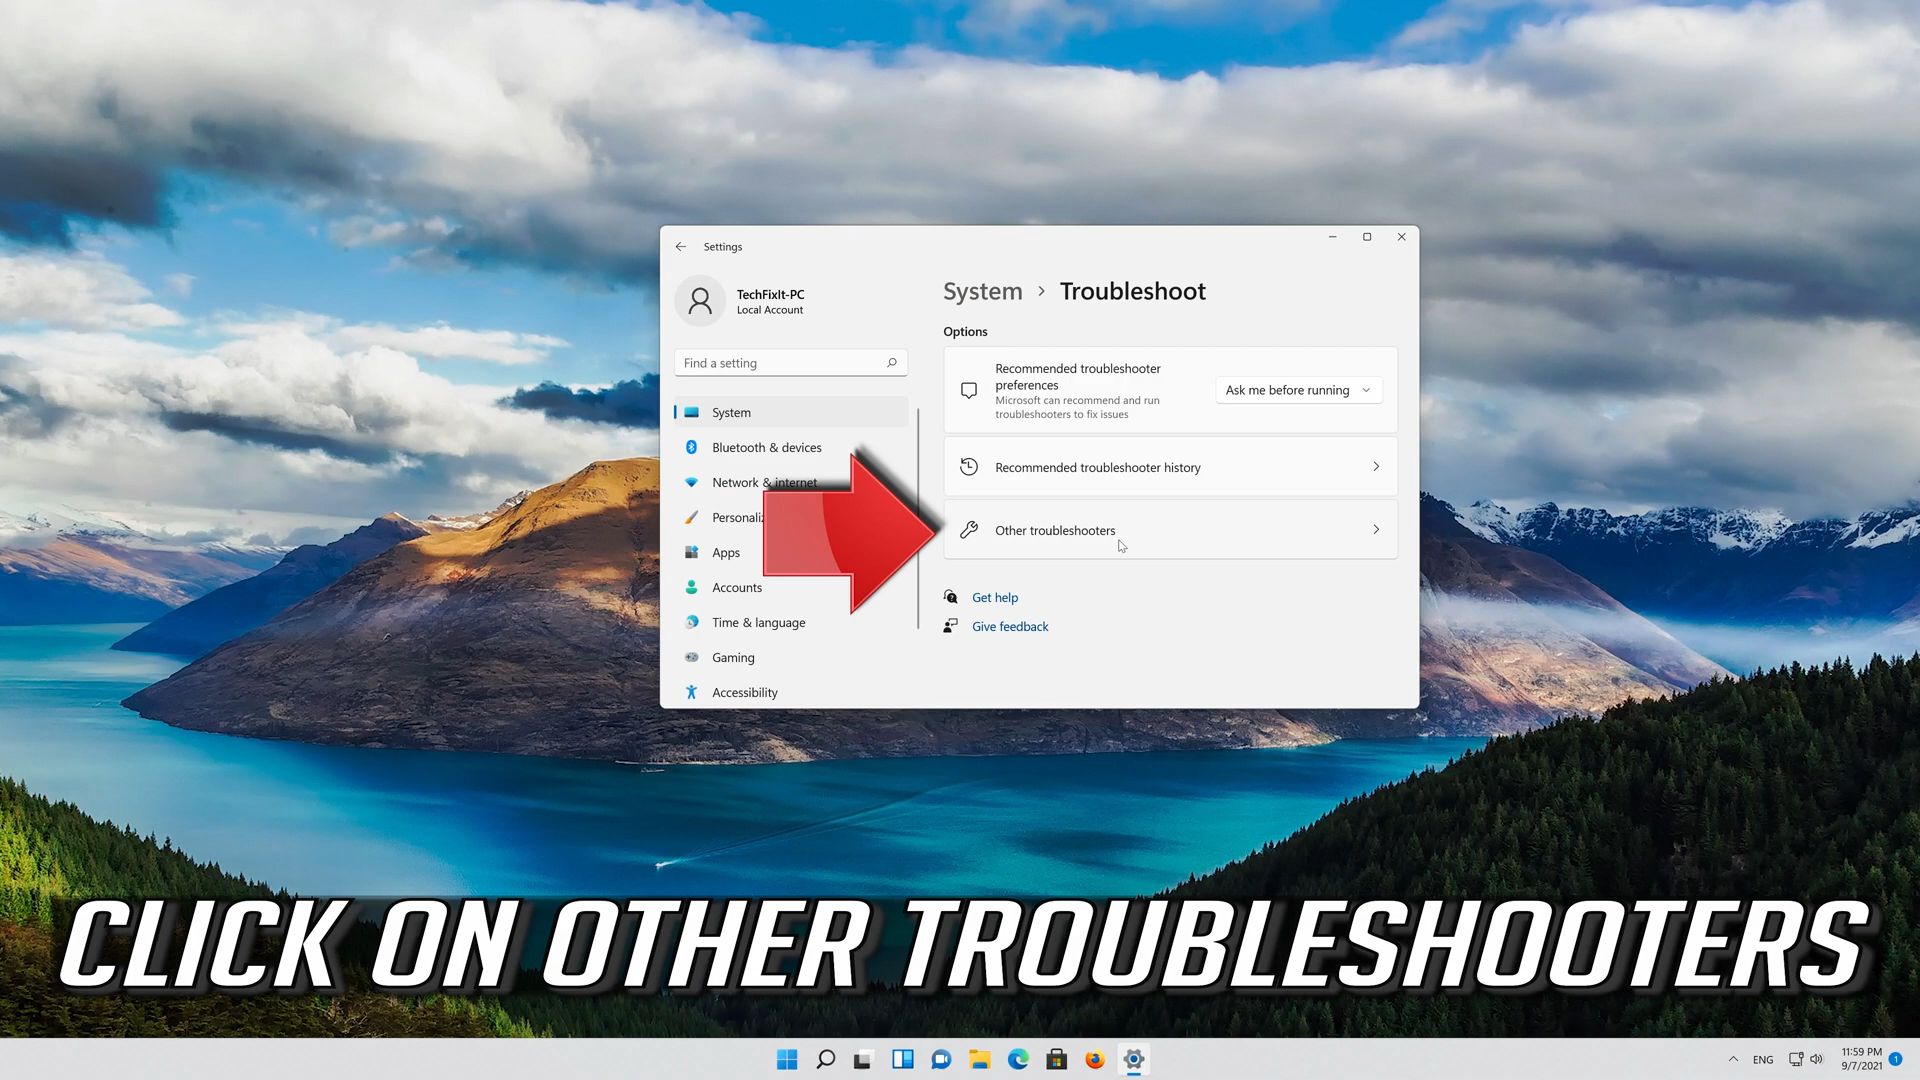 Settings
TechFixIt-PC
Local Account
Find a setting
System
Bluetooth & devices
Network & internet
Personaliz
Apps
Accounts
Time & language
Gaming
Accessibility
System › Troubleshoot
Options
Recommended troubleshooter
preferences
Microsoft can recommend and run
troubleshooters to fix issues
Ask me before running
Recommended troubleshooter history
Other troubleshooters
Get help
Give feedback
CLICK ON OTHER TROUBLESHOOTERS
ENG
11:59 PM
9/7/2021
1